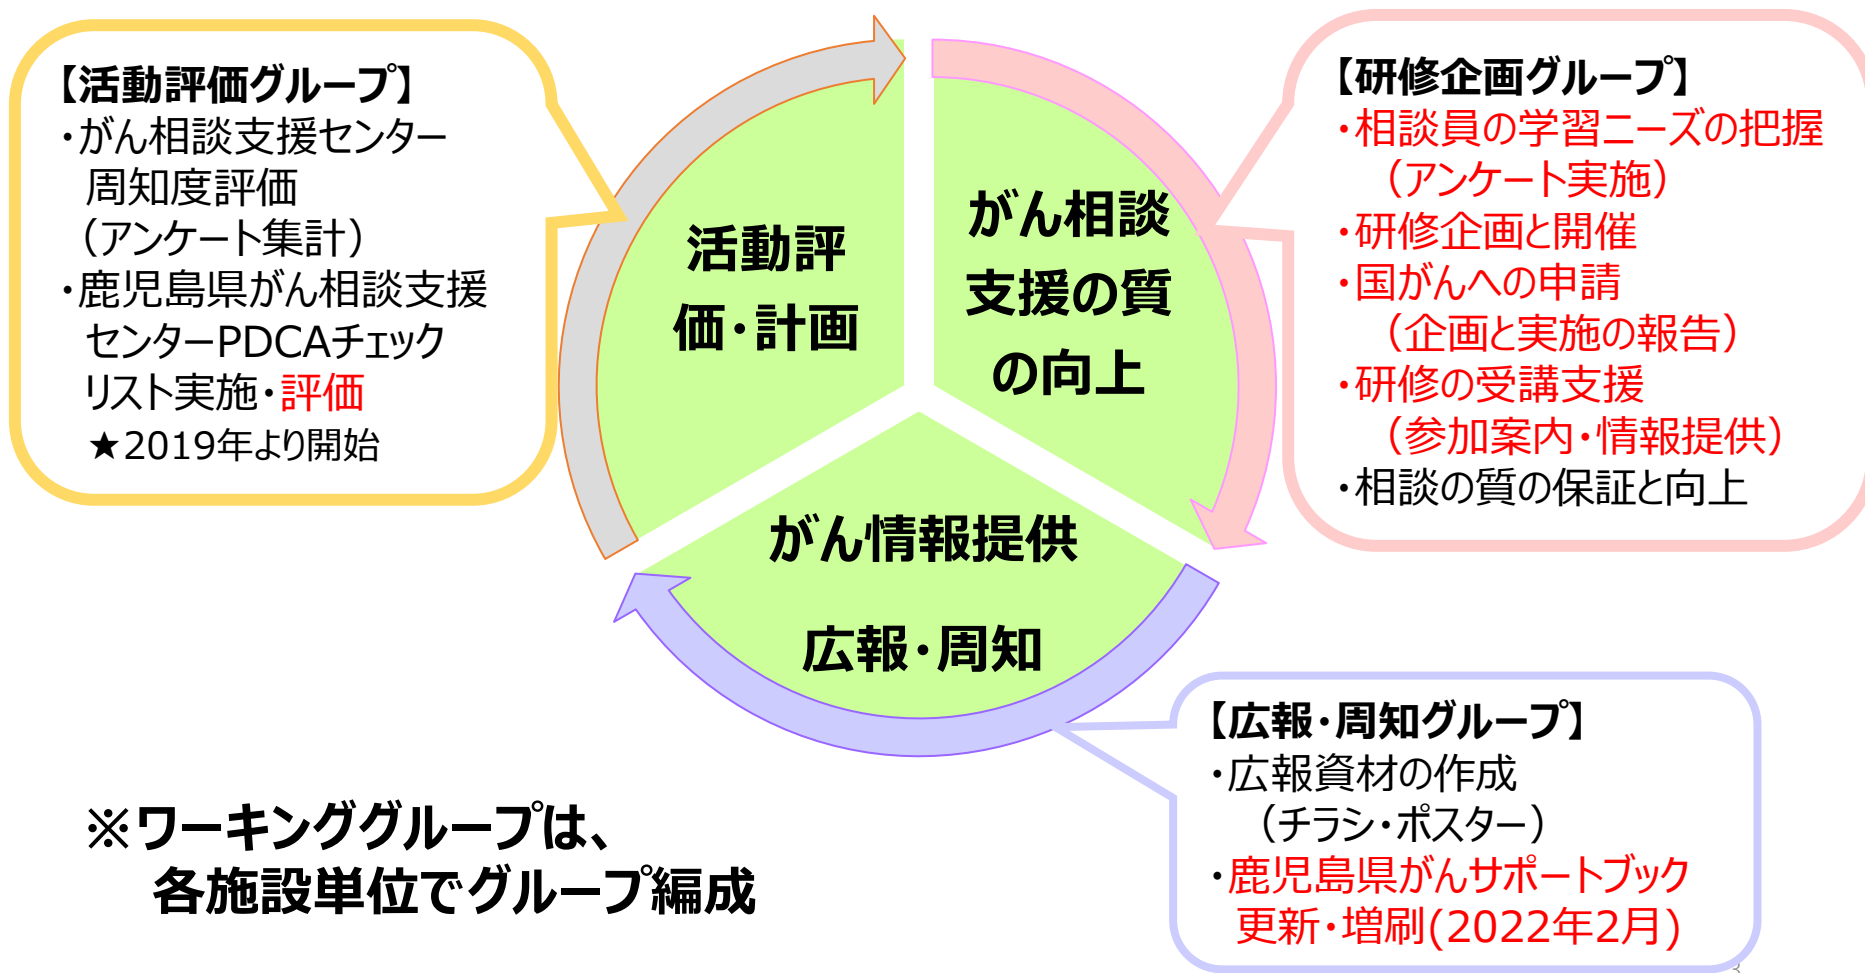 【活動評価グループ】
・がん相談支援センター
周知度評価
（アンケート集計）
・鹿児島県がん相談支援
センターPDCAチェック
リスト実施・評価
★2019年より開始
活動評
価・計画
がん相談
支援の質
の向上
がん情報提供
広報・周知
【研修企画グループ】
・相談員の学習ニーズの把握
（アンケート実施）
・研修企画と開催
・国がんへの申請
（企画と実施の報告）
・研修の受講支援
（参加案内・情報提供）
・相談の質の保証と向上
【広報・周知グループ】
・広報資材の作成
（チラシ・ポスター）
・鹿児島県がんサポートブック
更新・増刷(2022年2月)
※ワーキンググループは、
各施設単位でグループ編成